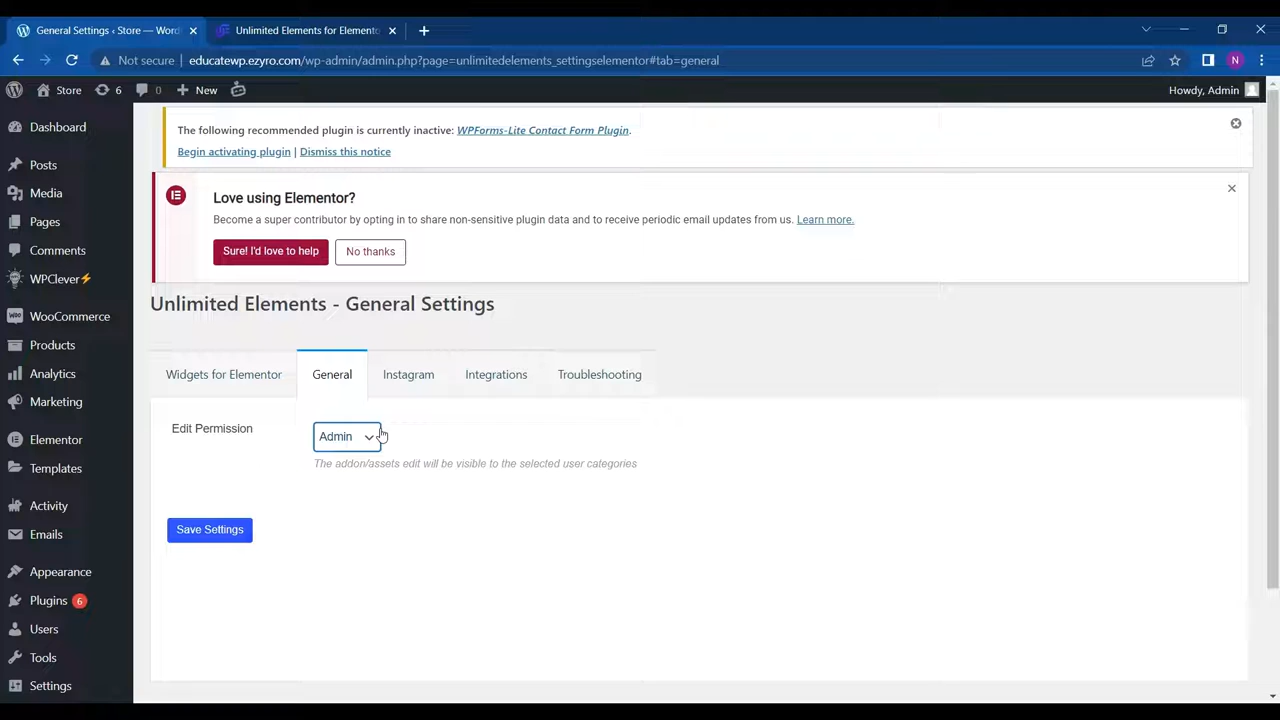 General Settings ‹ Store — Word
Unlimited Elements for Elemento
Not secure
educatewp.ezyro.com/wp-admin/admin.php?page=unlimitedelements_settingselementor#tab=general
N
Store
6
0
New
Howdy, Admin
Dashboard
Posts
Media
Pages
Comments
WPClever⚡
WooCommerce
Products
Analytics
Marketing
Elementor
Templates
Activity
Emails
Appearance
Plugins 6
Users
Tools
Settings
The following recommended plugin is currently inactive: WPForms-Lite Contact Form Plugin.
Begin activating plugin | Dismiss this notice
Love using Elementor?
Become a super contributor by opting in to share non-sensitive plugin data and to receive periodic email updates from us. Learn more.
Sure! I'd love to help
No thanks
Unlimited Elements - General Settings
Widgets for Elementor
General
Instagram
Integrations
Troubleshooting
Edit Permission
Admin
The addon/assets edit will be visible to the selected user categories
Save Settings